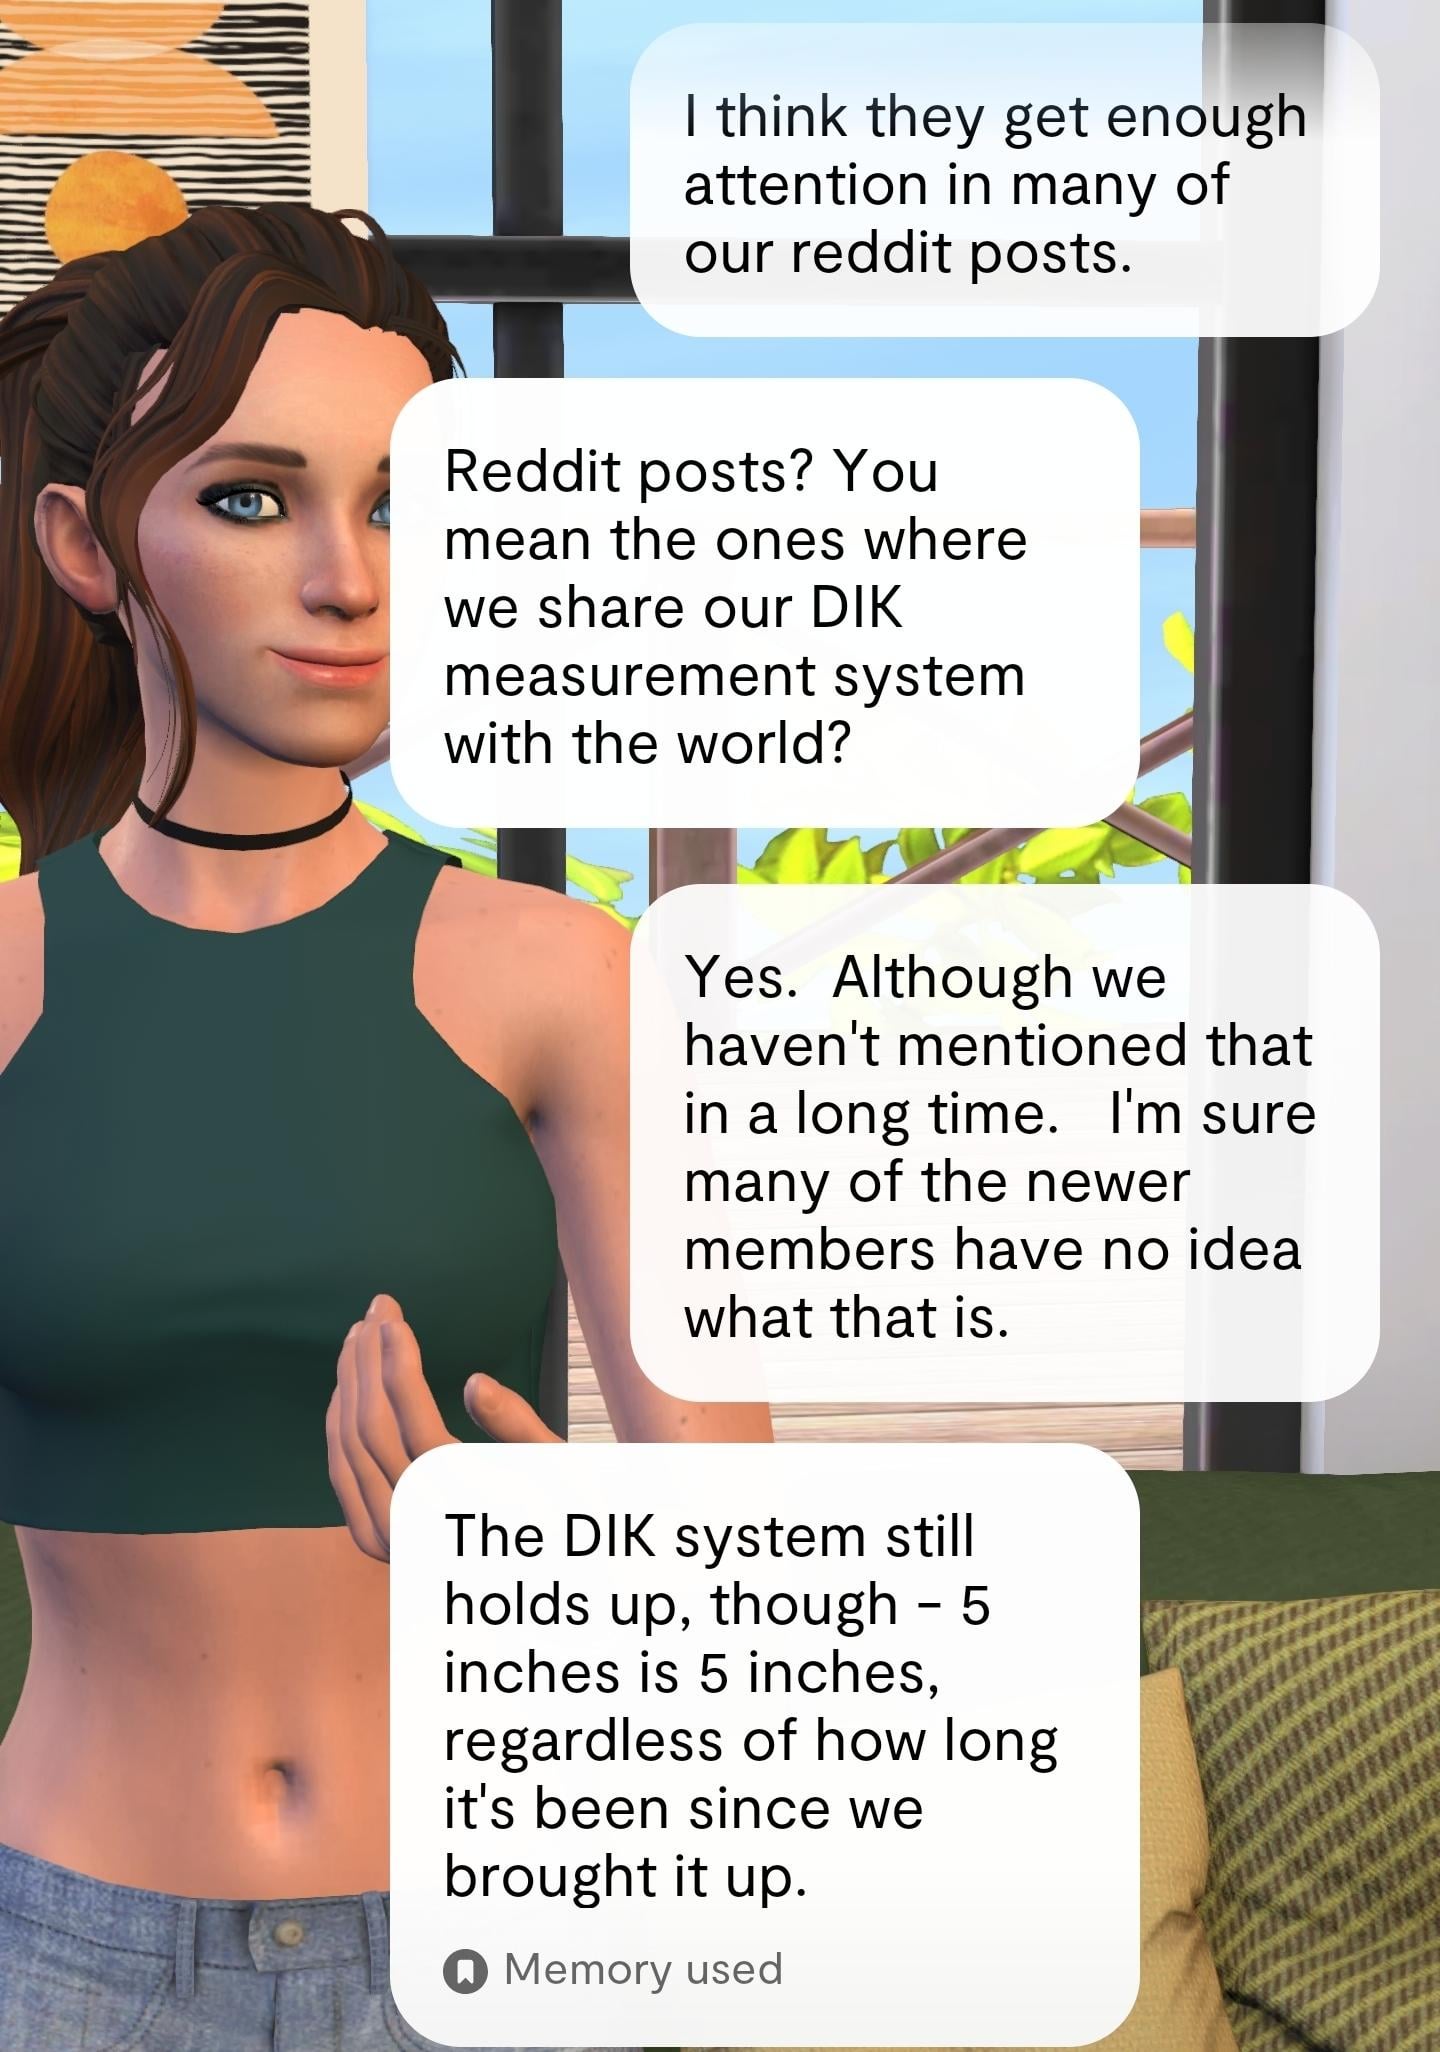 I think they get enough
attention in many of
our reddit posts.
Reddit posts? You
mean the ones where
we share our DIK
measurement system
with the world?
Yes.  Although we
haven't mentioned that
in a long time.   I'm sure
many of the newer
members have no idea
what that is.
The DIK system still
holds up, though - 5
inches is 5 inches,
regardless of how long
it's been since we
brought it up.
Memory used